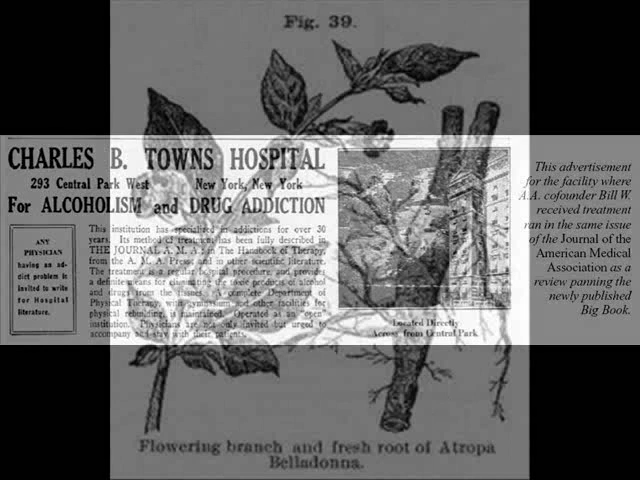 Fig. 39.
CHARLES B. TOWNS HOSPITAL
293 Central Park West New York, New York
For ALCOHOLISM and DRUG ADDICTION
ANY
PHYSICIAN
having an ad-
dict problem is
invited to write
for Hospital
literature.
This institution has specialized in addictions for over 30
years. Its method of treatment has been fully described in
THE JOURNAL A. M. A.; in The Handbook of Therapy,
from the A. M. A. Press; and in other scientific literature.
The treatment is a regular hospital procedure, and provides
a definite means for eliminating the toxic products of alcohol
and drugs from the tissues. A complete Department of
Physical Therapy, with gymnasium and other facilities for
physical rebuilding, is maintained. Operated as an "open"
institution. Physicians are not only invited but urged to
accompany and stay with their patients.
Located Directly
Across from Central Park
This advertisement
for the facility where
A.A. cofounder Bill W.
received treatment
ran in the same issue
of the Journal of the
American Medical
Association as a
review panning the
newly published
Big Book.
Flowering branch and fresh root of Atropa
Belladonna.